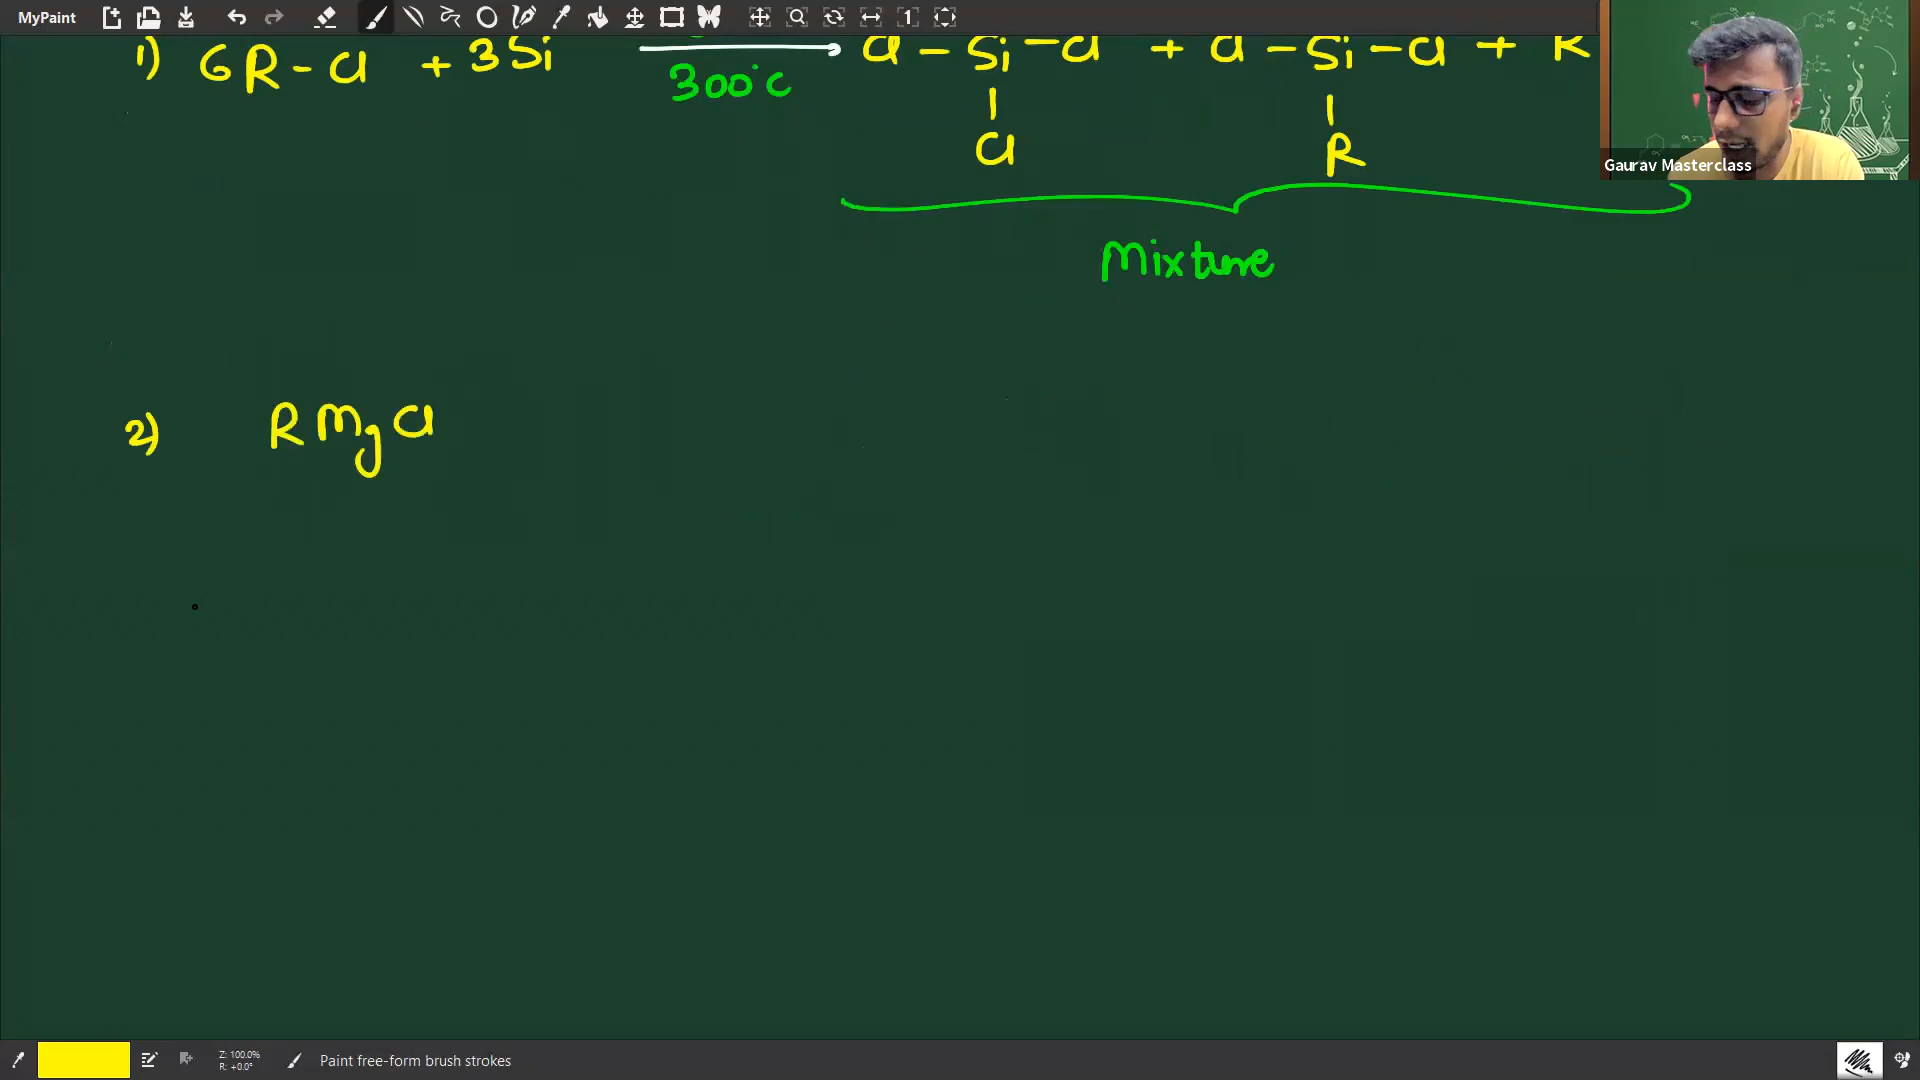 MyPaint
1) 6R-Cl + 3Si → Cl - Si - Cl + Cl - Si - Cl + R
300°C
Cl R
Gaurav Masterclass
Mixture
2) RMgCl
Z: 100.0%
R: +0.0°
Paint free-form brush strokes